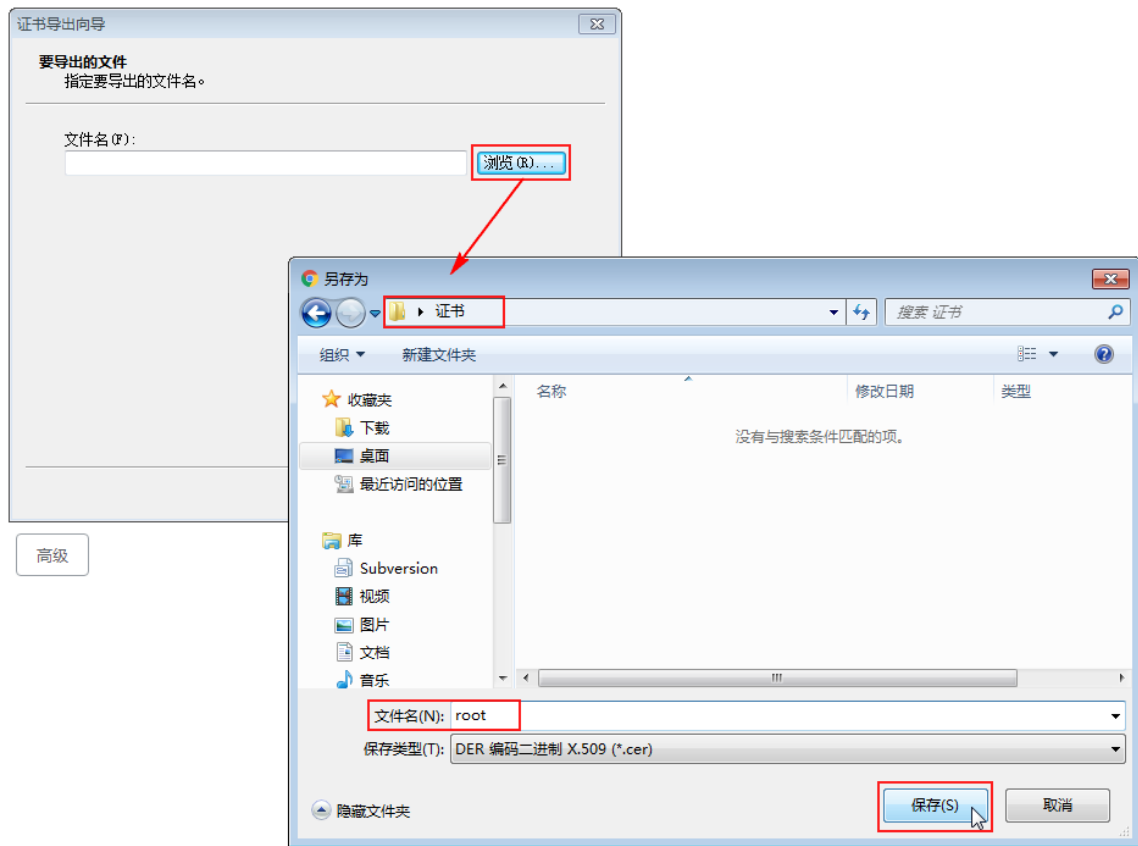 证书导出向导
要导出的文件
指定要导出的文件名。
文件名(F):
浏览(R)...
另存为
证书
搜索 证书
组织
新建文件夹
收藏夹
下载
桌面
最近访问的位置
库
Subversion
视频
图片
文档
音乐
名称
修改日期
类型
没有与搜索条件匹配的项。
文件名(N): root
保存类型(T): DER 编码二进制 X.509 (*.cer)
隐藏文件夹
保存(S)
取消
高级